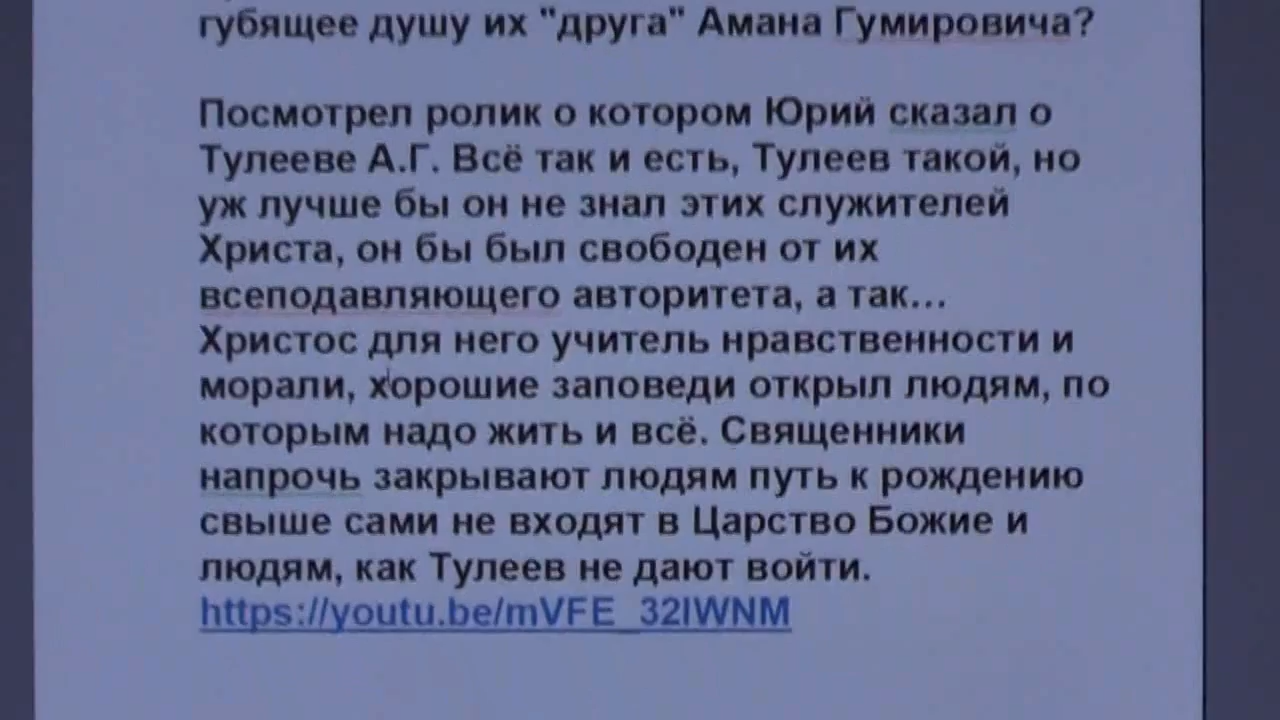 губящее душу их "друга" Амана Гумировича?
Посмотрел ролик о котором Юрий сказал о
Тулееве А.Г. Всё так и есть, Тулеев такой, но
уж лучше бы он не знал этих служителей
Христа, он бы был свободен от их
всеподавляющего авторитета, а так...
Христос для него учитель нравственности и
морали, хорошие заповеди открыл людям, по
которым надо жить и всё. Священники
напрочь закрывают людям путь к рождению
свыше сами не входят в Царство Божие и
людям, как Тулеев не дают войти.
https://youtu.be/mVFE_32IWNM